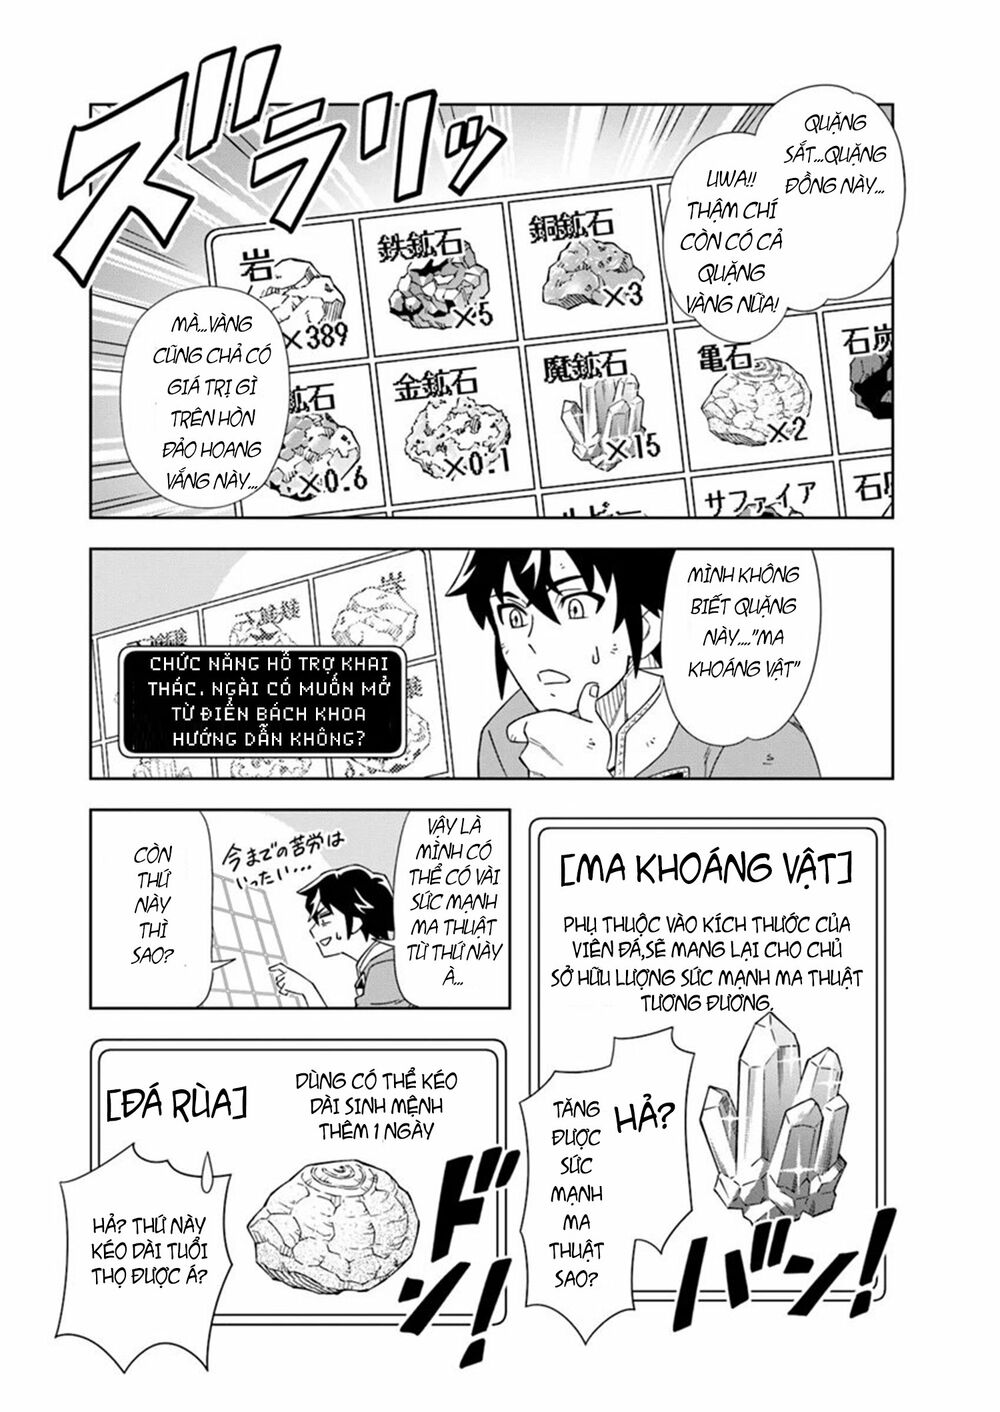 ズラリッ
QUẶNG
SẮT...QUẶNG
ĐỒNG NÀY...
UWA!!
THẬM CHÍ
CÒN CÓ CẢ
QUẶNG
VÀNG NỮA!
岩
×389
鉄鉱石
×5
銅鉱石
×3
鉱石
×0.6
金鉱石
×0.1
魔鉱石
×15
亀石
×2
石炭
ルビー
サファイア
MÀ...VÀNG
CŨNG CHẢ CÓ
GIÁ TRỊ GÌ
TRÊN HÒN
ĐẢO HOANG
VẮNG NÀY...
MÌNH KHÔNG
BIẾT QUẶNG
NÀY...."MA
KHOÁNG VẬT"
CHỨC NĂNG HỖ TRỢ KHAI
THÁC. NGÀI CÓ MUỐN MỞ
TỪ ĐIỂN BÁCH KHOA
HƯỚNG DẪN KHÔNG?
[MA KHOÁNG VẬT]
PHỤ THUỘC VÀO KÍCH THƯỚC CỦA
VIÊN ĐÁ,SẼ MANG LẠI CHO CHỦ
SỞ HỮU LƯỢNG SỨC MẠNH MA THUẬT
TƯƠNG ĐƯƠNG.
HẢ?
TĂNG
ĐƯỢC
SỨC
MẠNH
MA
THUẬT
SAO?
バンッ!
VẬY LÀ
MÌNH CÓ
THỂ CÓ VÀI
SỨC MẠNH
MA THUẬT
TỪ THỨ NÀY
À...
今までの苦労は
いったい...
CÒN
THỨ
NÀY
THÌ
SAO?
[ĐÁ RÙA]
DÙNG CÓ THỂ KÉO
DÀI SINH MỆNH
THÊM 1 NGÀY
ドンッ!
HẢ? THỨ NÀY
KÉO DÀI TUỔI
THỌ ĐƯỢC Á?